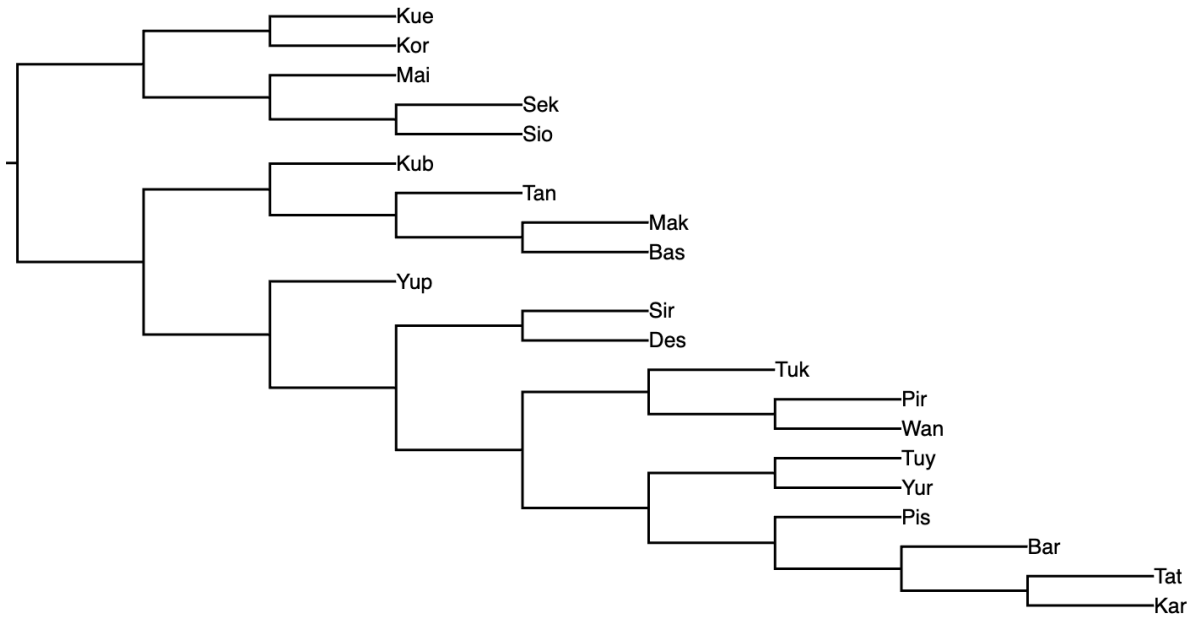 Kue
Kor
Mai
Sek
Sio
Kub
Tan
Mak
Bas
Yup
Sir
Des
Tuk
Pir
Wan
Tuy
Yur
Pis
Bar
Tat
Kar